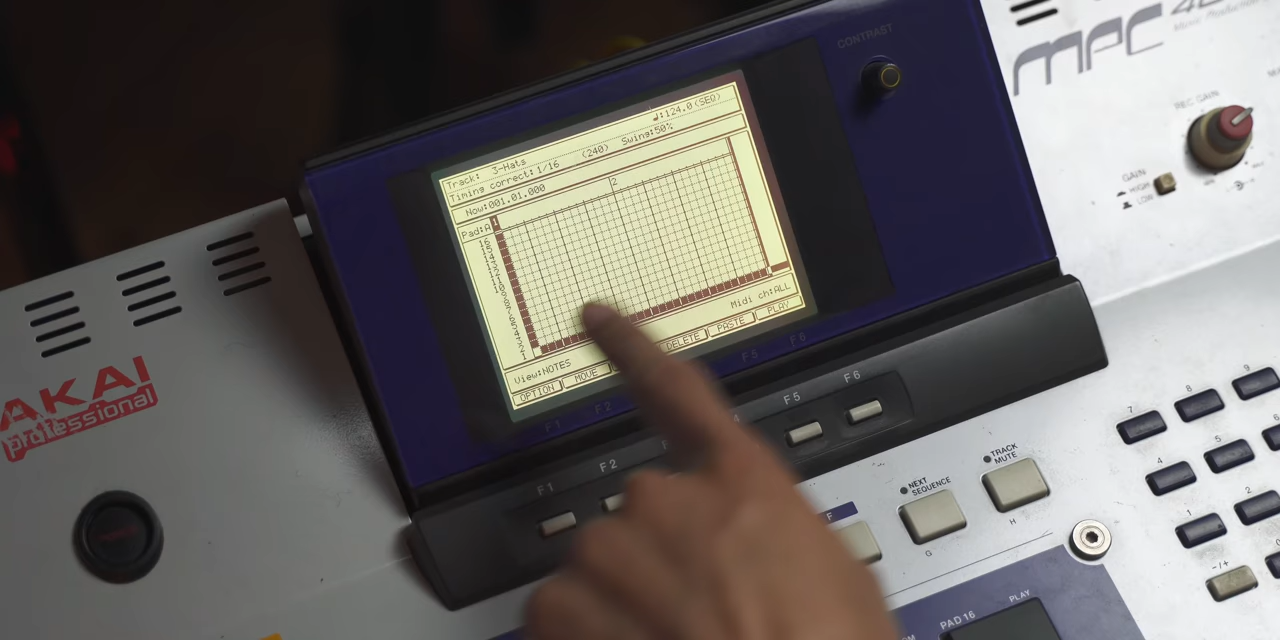 CONTRAST
MPC
REC GAIN
GAIN
HIGH
LOW
♩:124.0(SEQ)
Track: 3-Hats
Timing correct:1/16 (240) Swing:50%
Now:001.01.000
2
Pad:A
Midi ch:ALL
View:NOTES
OPTION MOVE DELETE PASTE PLAY
F1 F2 F5 F6
F1 F2 F5 F6
AKAI
professional
NEXT
SEQUENCE
G
TRACK
MUTE
H
F
7 8 9
4 5
1 2
-/+
PAD 16
PLAY